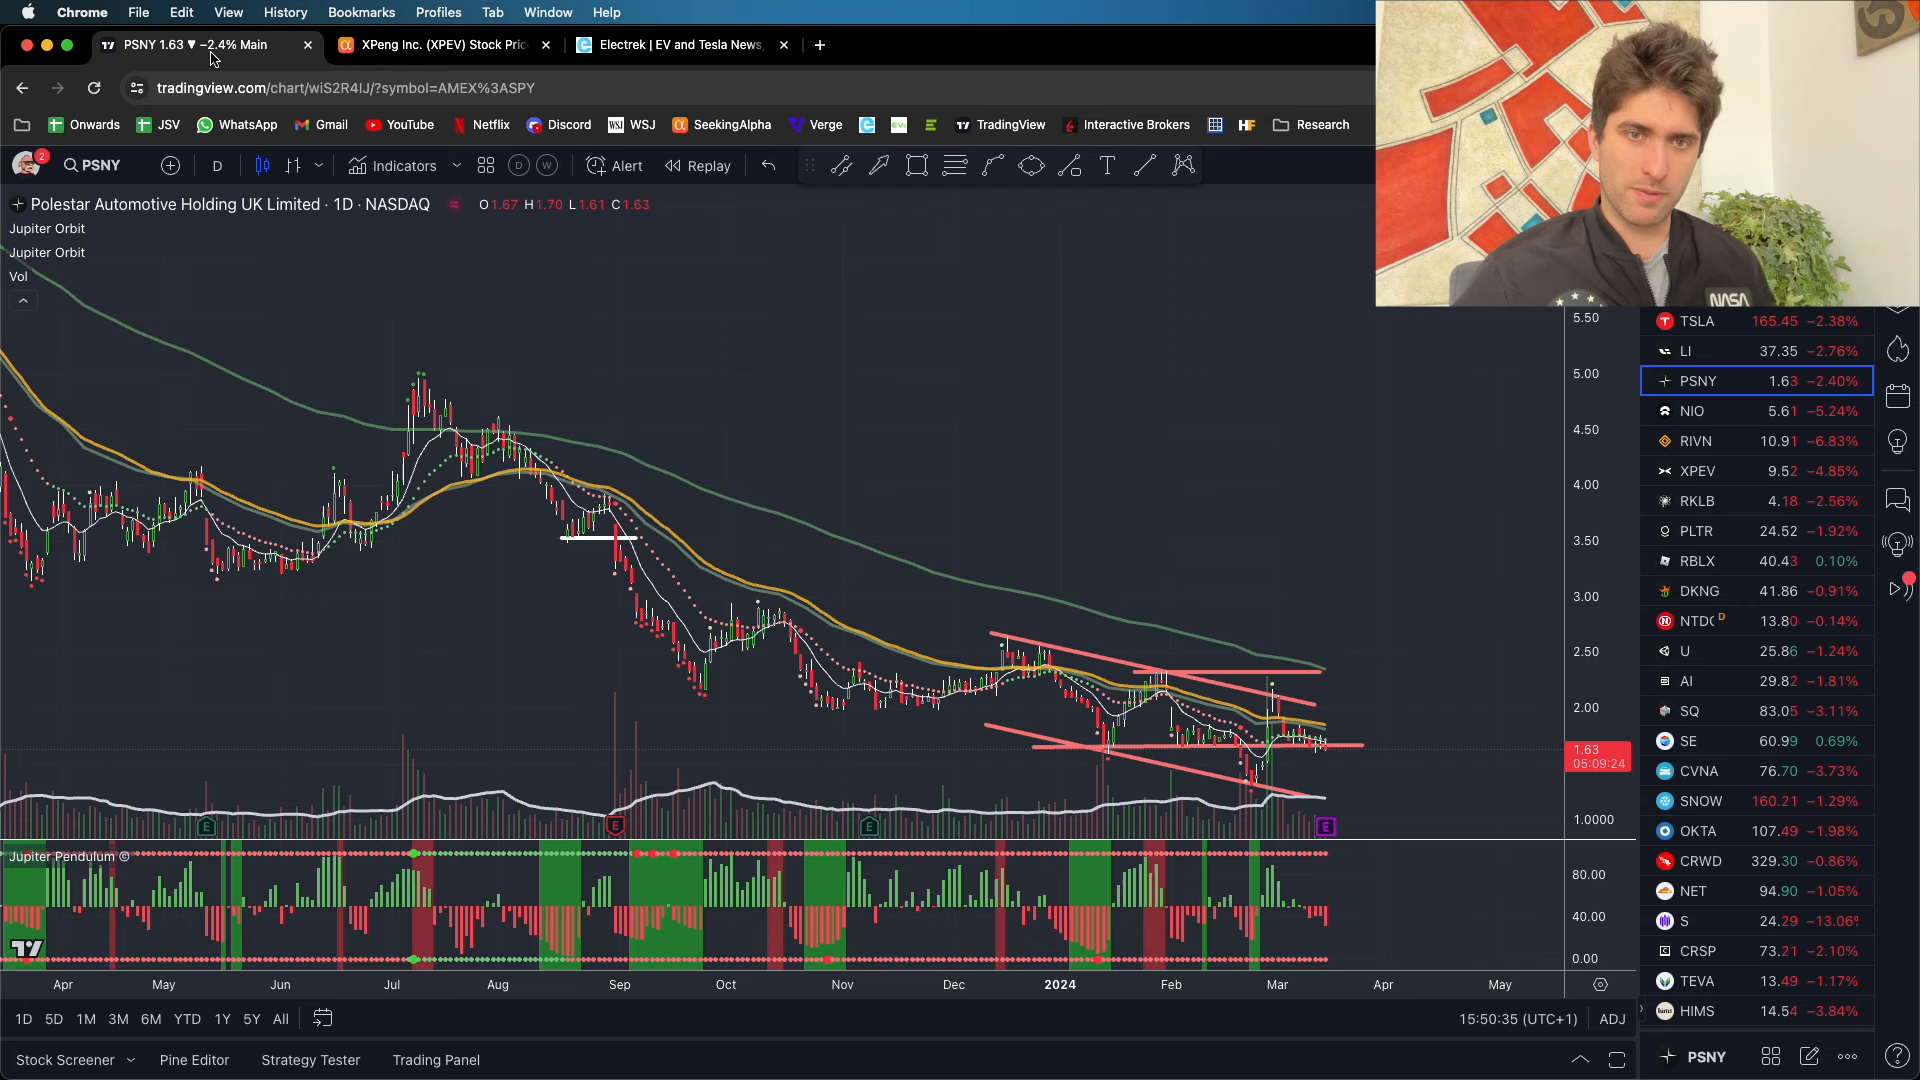 Chrome File Edit View History Bookmarks Profiles Tab Window Help
PSNY 1.63 ▼ −2.4% Main
XPeng Inc. (XPEV) Stock Pric
Electrek | EV and Tesla News,
tradingview.com/chart/wiS2R4IJ/?symbol=AMEX%3ASPY
Onwards JSV WhatsApp Gmail YouTube Netflix Discord WSJ WSJ SeekingAlpha Verge TradingView Interactive Brokers HF Research
2 PSNY D Indicators D W Alert Replay T
Polestar Automotive Holding UK Limited · 1D · NASDAQ = O1.67 H1.70 L1.61 C1.63
Jupiter Orbit
Jupiter Orbit
Vol
NASA
5.50
5.00
4.50
4.00
3.50
3.00
2.50
2.00
1.63
05:09:24
1.0000
E E E E
Jupiter Pendulum ©
80.00
40.00
0.00
Apr May Jun Jul Aug Sep Oct Nov Dec 2024 Feb Mar Apr May
1D 5D 1M 3M 6M YTD 1Y 5Y All
15:50:35 (UTC+1) ADJ
Stock Screener Pine Editor Strategy Tester Trading Panel
TSLA 165.45 −2.38%
LI 37.35 −2.76%
PSNY 1.63 −2.40%
NIO 5.61 −5.24%
RIVN 10.91 −6.83%
XPEV 9.52 −4.85%
RKLB 4.18 −2.56%
PLTR 24.52 −1.92%
RBLX 40.43 0.10%
DKNG 41.86 −0.91%
NTDO D 13.80 −0.14%
U 25.86 −1.24%
AI 29.82 −1.81%
SQ 83.05 −3.11%
SE 60.99 0.69%
CVNA 76.70 −3.73%
SNOW 160.21 −1.29%
OKTA 107.49 −1.98%
CRWD 329.30 −0.86%
NET 94.90 −1.05%
S 24.29 −13.06%
CRSP 73.21 −2.10%
TEVA 13.49 −1.17%
HIMS 14.54 −3.84%
PSNY